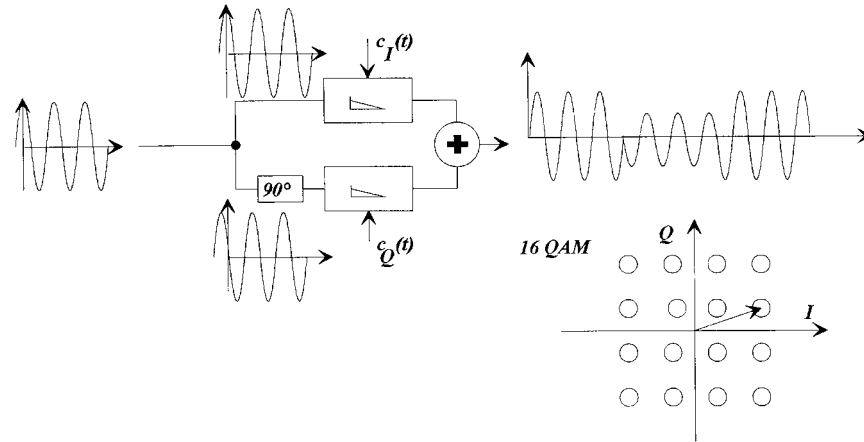 c_I(t)
90°
c_Q(t)
16 QAM
Q
I